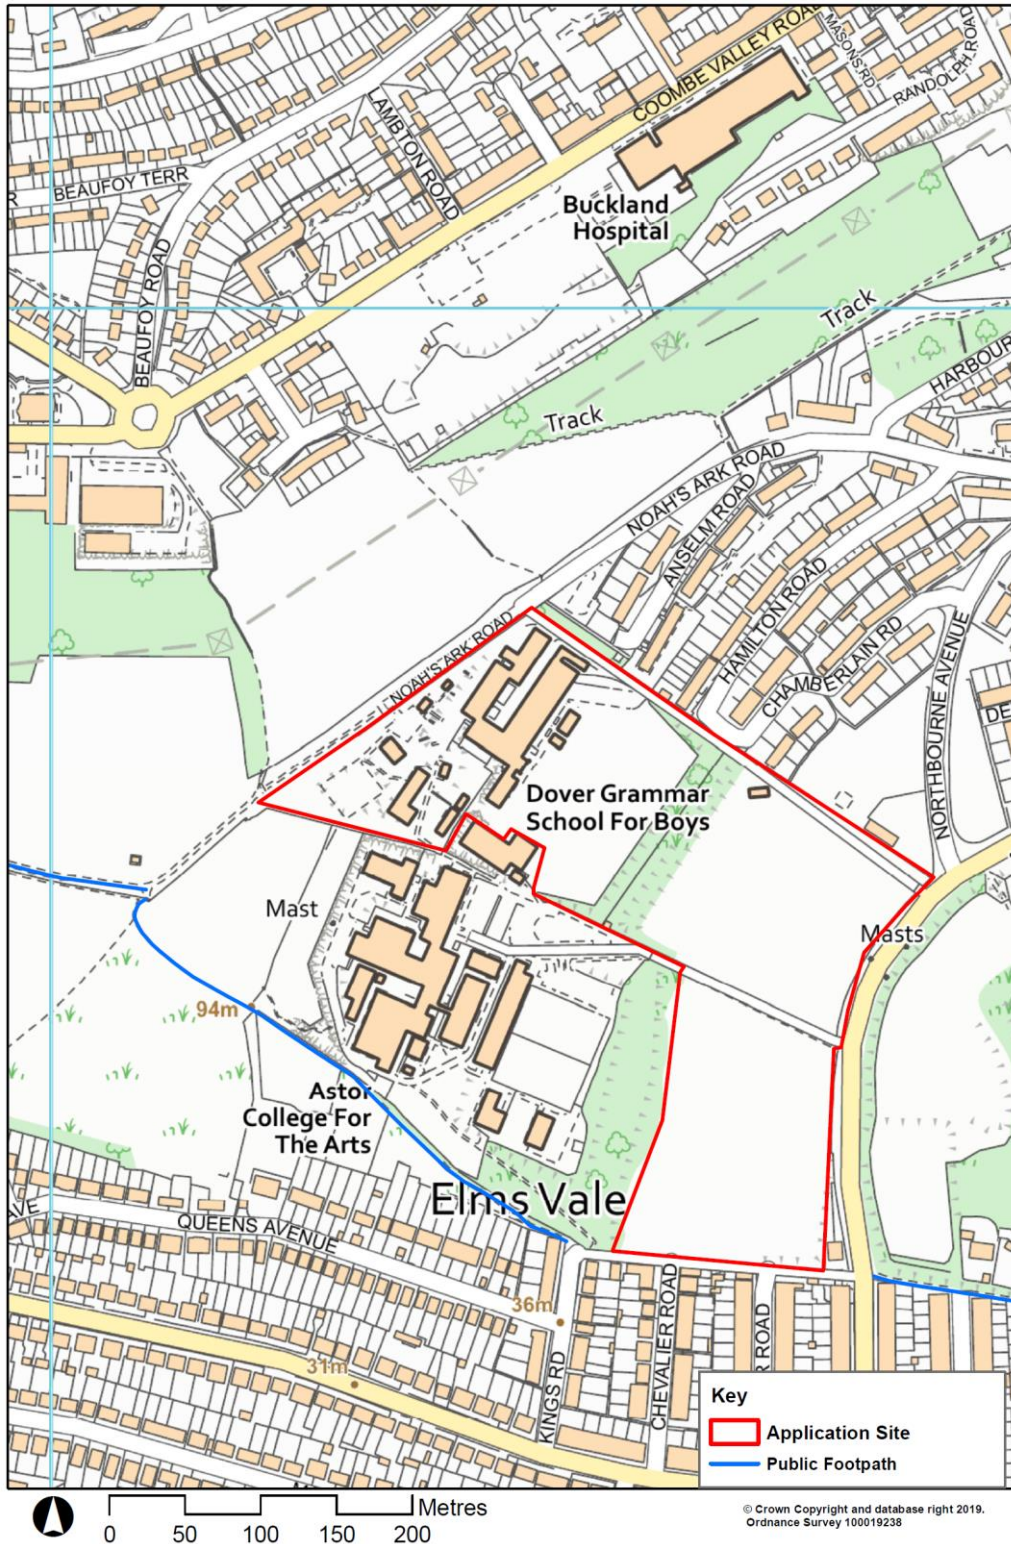 COOMBE VALLEY ROAD
MASONS RD
RANDOLPH ROAD
LAMBTON ROAD
BEAUFOY TERR
BEAUFOY ROAD
Buckland
Hospital
Track
Track
HARBOUR
NOAH'S ARK ROAD
ANSELM ROAD
HAMILTON ROAD
CHAMBERLAIN RD
NORTHBOURNE AVENUE
DE
NOAH'S ARK ROAD
Dover Grammar
School For Boys
Mast
Masts
94m
Astor
College For
The Arts
Elms Vale
AVE
QUEENS AVENUE
36m
31m
KINGS RD
CHEVALIER ROAD
R ROAD
Key
Application Site
Public Footpath
Metres
0 50 100 150 200
© Crown Copyright and database right 2019.
Ordnance Survey 100019238